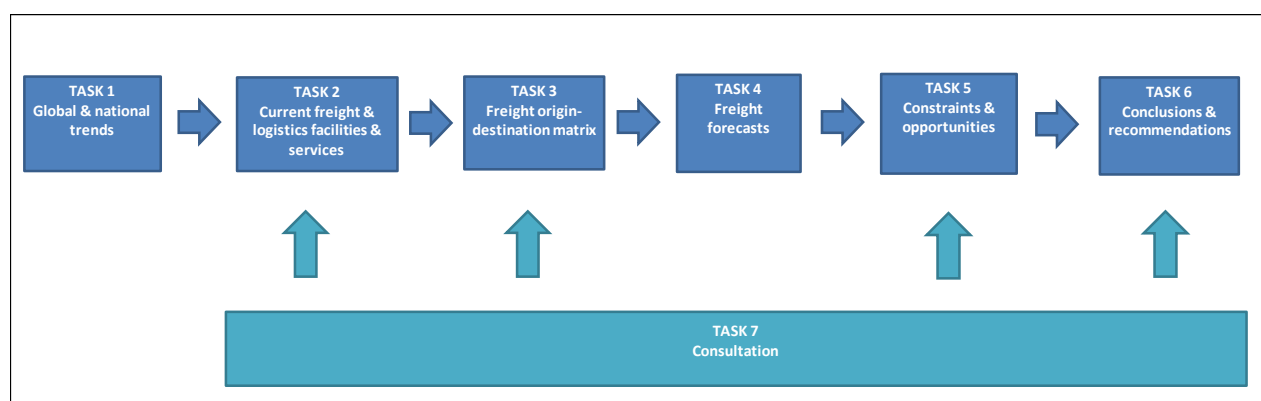 TASK 1
Global & national
trends
TASK 2
Current freight &
logistics facilities &
services
TASK 3
Freight origin-
destination matrix
TASK 4
Freight
forecasts
TASK 5
Constraints &
opportunities
TASK 6
Conclusions &
recommendations
TASK 7
Consultation